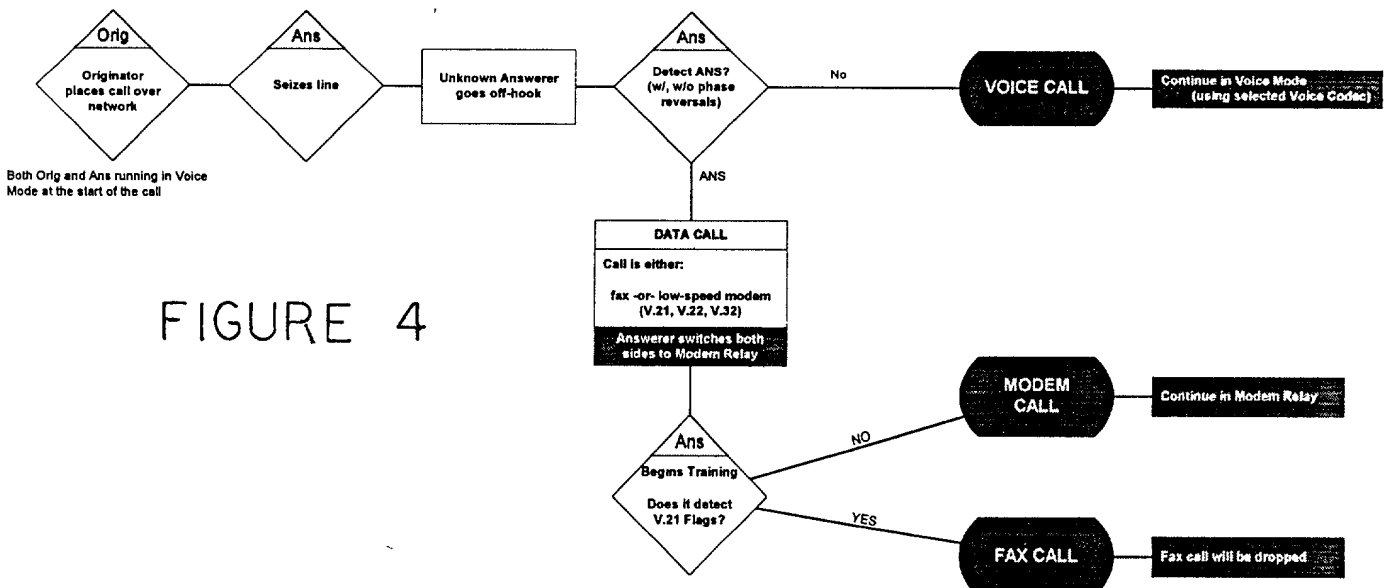 Orig
Originator
places call over
network
Both Orig and Ans running in Voice
Mode at the start of the call
Ans
Seizes line
Unknown Answerer
goes off-hook
Ans
Detect ANS?
(w/, w/o phase
reversals)
No
VOICE CALL
Continue in Voice Mode
(using selected Voice Codec)
ANS
DATA CALL
Call is either:
fax -or- low-speed modem
(V.21, V.22, V.32)
Answerer switches both
sides to Modem Relay
FIGURE 4
Ans
Begins Training
Does it detect
V.21 Flags?
NO
MODEM
CALL
Continue in Modem Relay
YES
FAX CALL
Fax call will be dropped